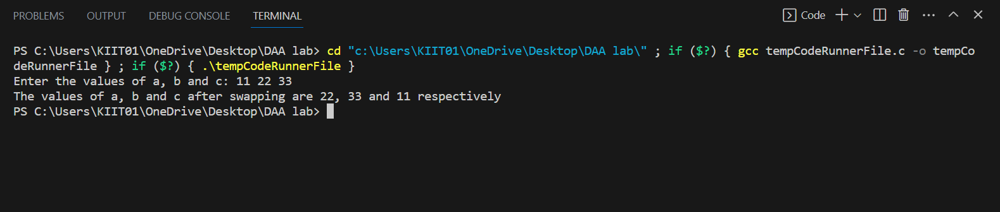 PROBLEMS OUTPUT DEBUG CONSOLE TERMINAL Code
PS C:\Users\KIIT01\OneDrive\Desktop\DAA lab> cd "c:\Users\KIIT01\OneDrive\Desktop\DAA lab\" ; if ($?) { gcc tempCodeRunnerFile.c -o tempCo
deRunnerFile } ; if ($?) { .\tempCodeRunnerFile }
Enter the values of a, b and c: 11 22 33
The values of a, b and c after swapping are 22, 33 and 11 respectively
PS C:\Users\KIIT01\OneDrive\Desktop\DAA lab>